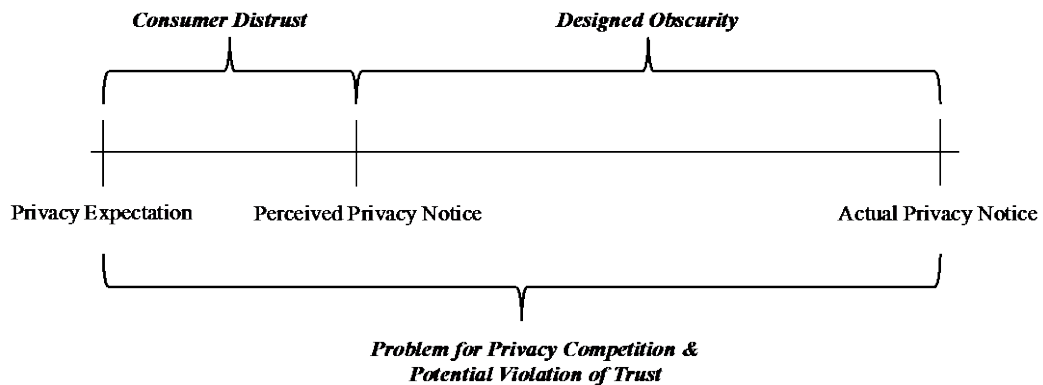 Consumer Distrust
Designed Obscurity
Privacy Expectation
Perceived Privacy Notice
Actual Privacy Notice
Problem for Privacy Competition &
Potential Violation of Trust